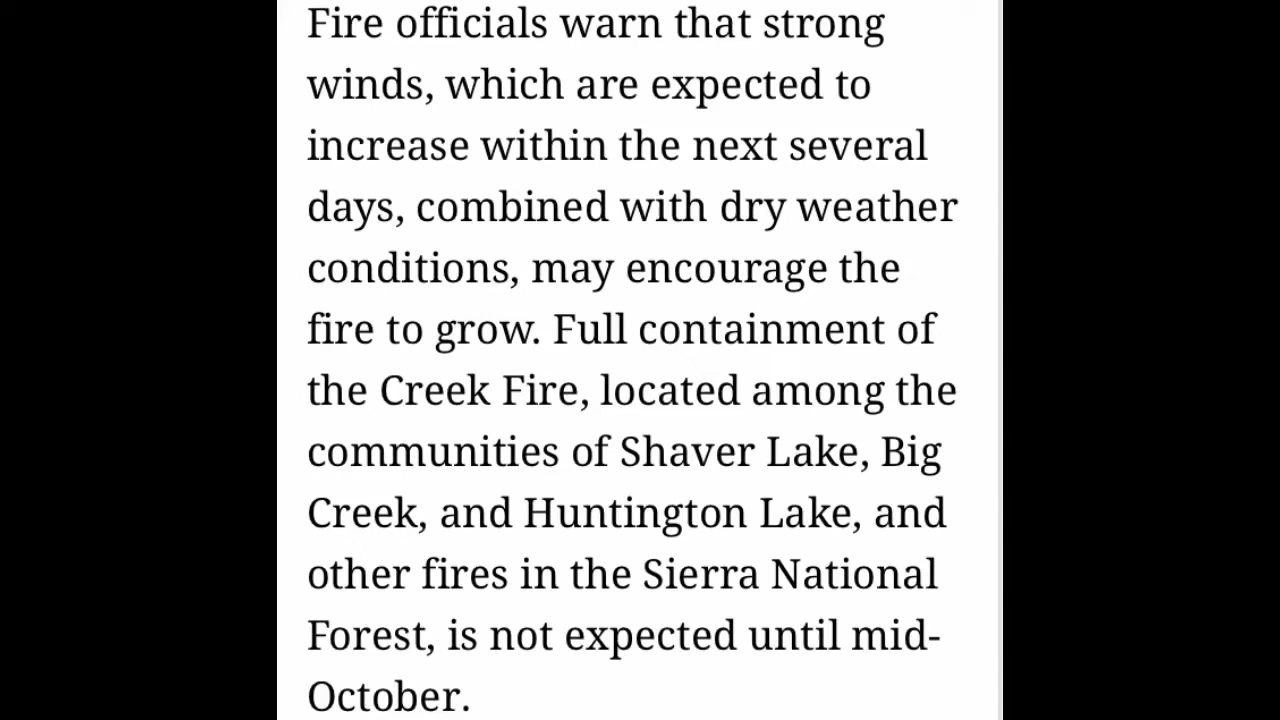 Fire officials warn that strong
winds, which are expected to
increase within the next several
days, combined with dry weather
conditions, may encourage the
fire to grow. Full containment of
the Creek Fire, located among the
communities of Shaver Lake, Big
Creek, and Huntington Lake, and
other fires in the Sierra National
Forest, is not expected until mid-
October.